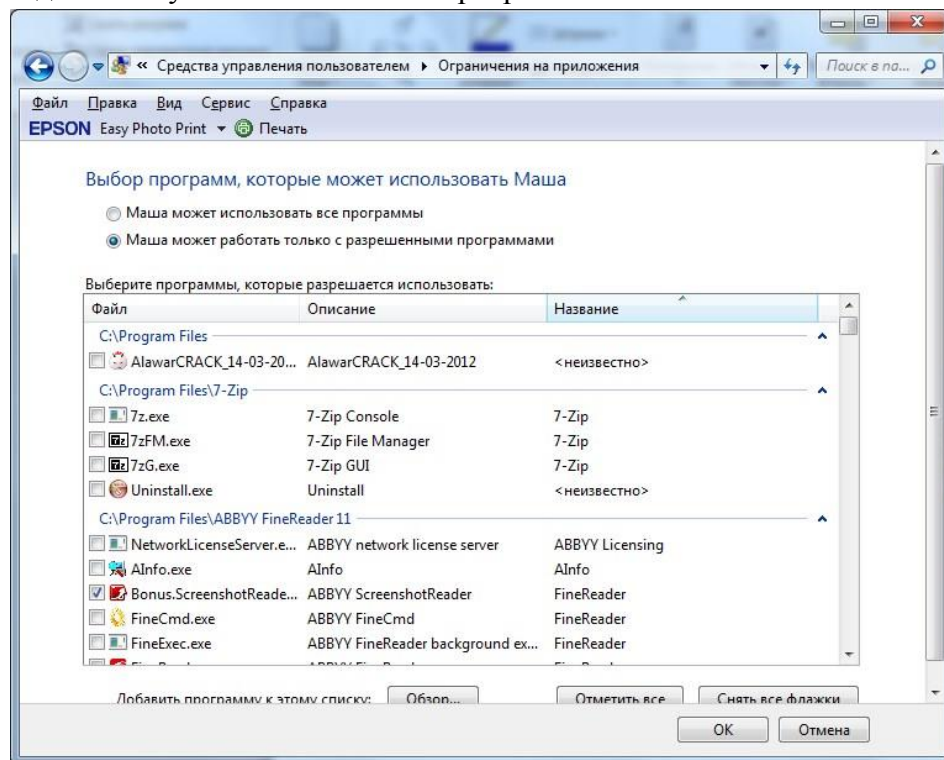 « Средства управления пользователем ▸ Ограничения на приложения
Поиск в па...
Файл Правка Вид Сервис Справка
EPSON Easy Photo Print Печать
Выбор программ, которые может использовать Маша
Маша может использовать все программы
Маша может работать только с разрешенными программами
Выберите программы, которые разрешается использовать:
Файл Описание Название
C:\Program Files
AlawarCRACK_14-03-20... AlawarCRACK_14-03-2012 <неизвестно>
C:\Program Files\7-Zip
7z.exe 7-Zip Console 7-Zip
7zFM.exe 7-Zip File Manager 7-Zip
7zG.exe 7-Zip GUI 7-Zip
Uninstall.exe Uninstall <неизвестно>
C:\Program Files\ABBYY FineReader 11
NetworkLicenseServer.e... ABBYY network license server ABBYY Licensing
AInfo.exe AInfo AInfo
Bonus.ScreenshotReade... ABBYY ScreenshotReader FineReader
FineCmd.exe ABBYY FineCmd FineReader
FineExec.exe ABBYY FineReader background ex... FineReader
Добавить программу к этому списку: Обзор... Отметить все Снять все флажки
ОК Отмена